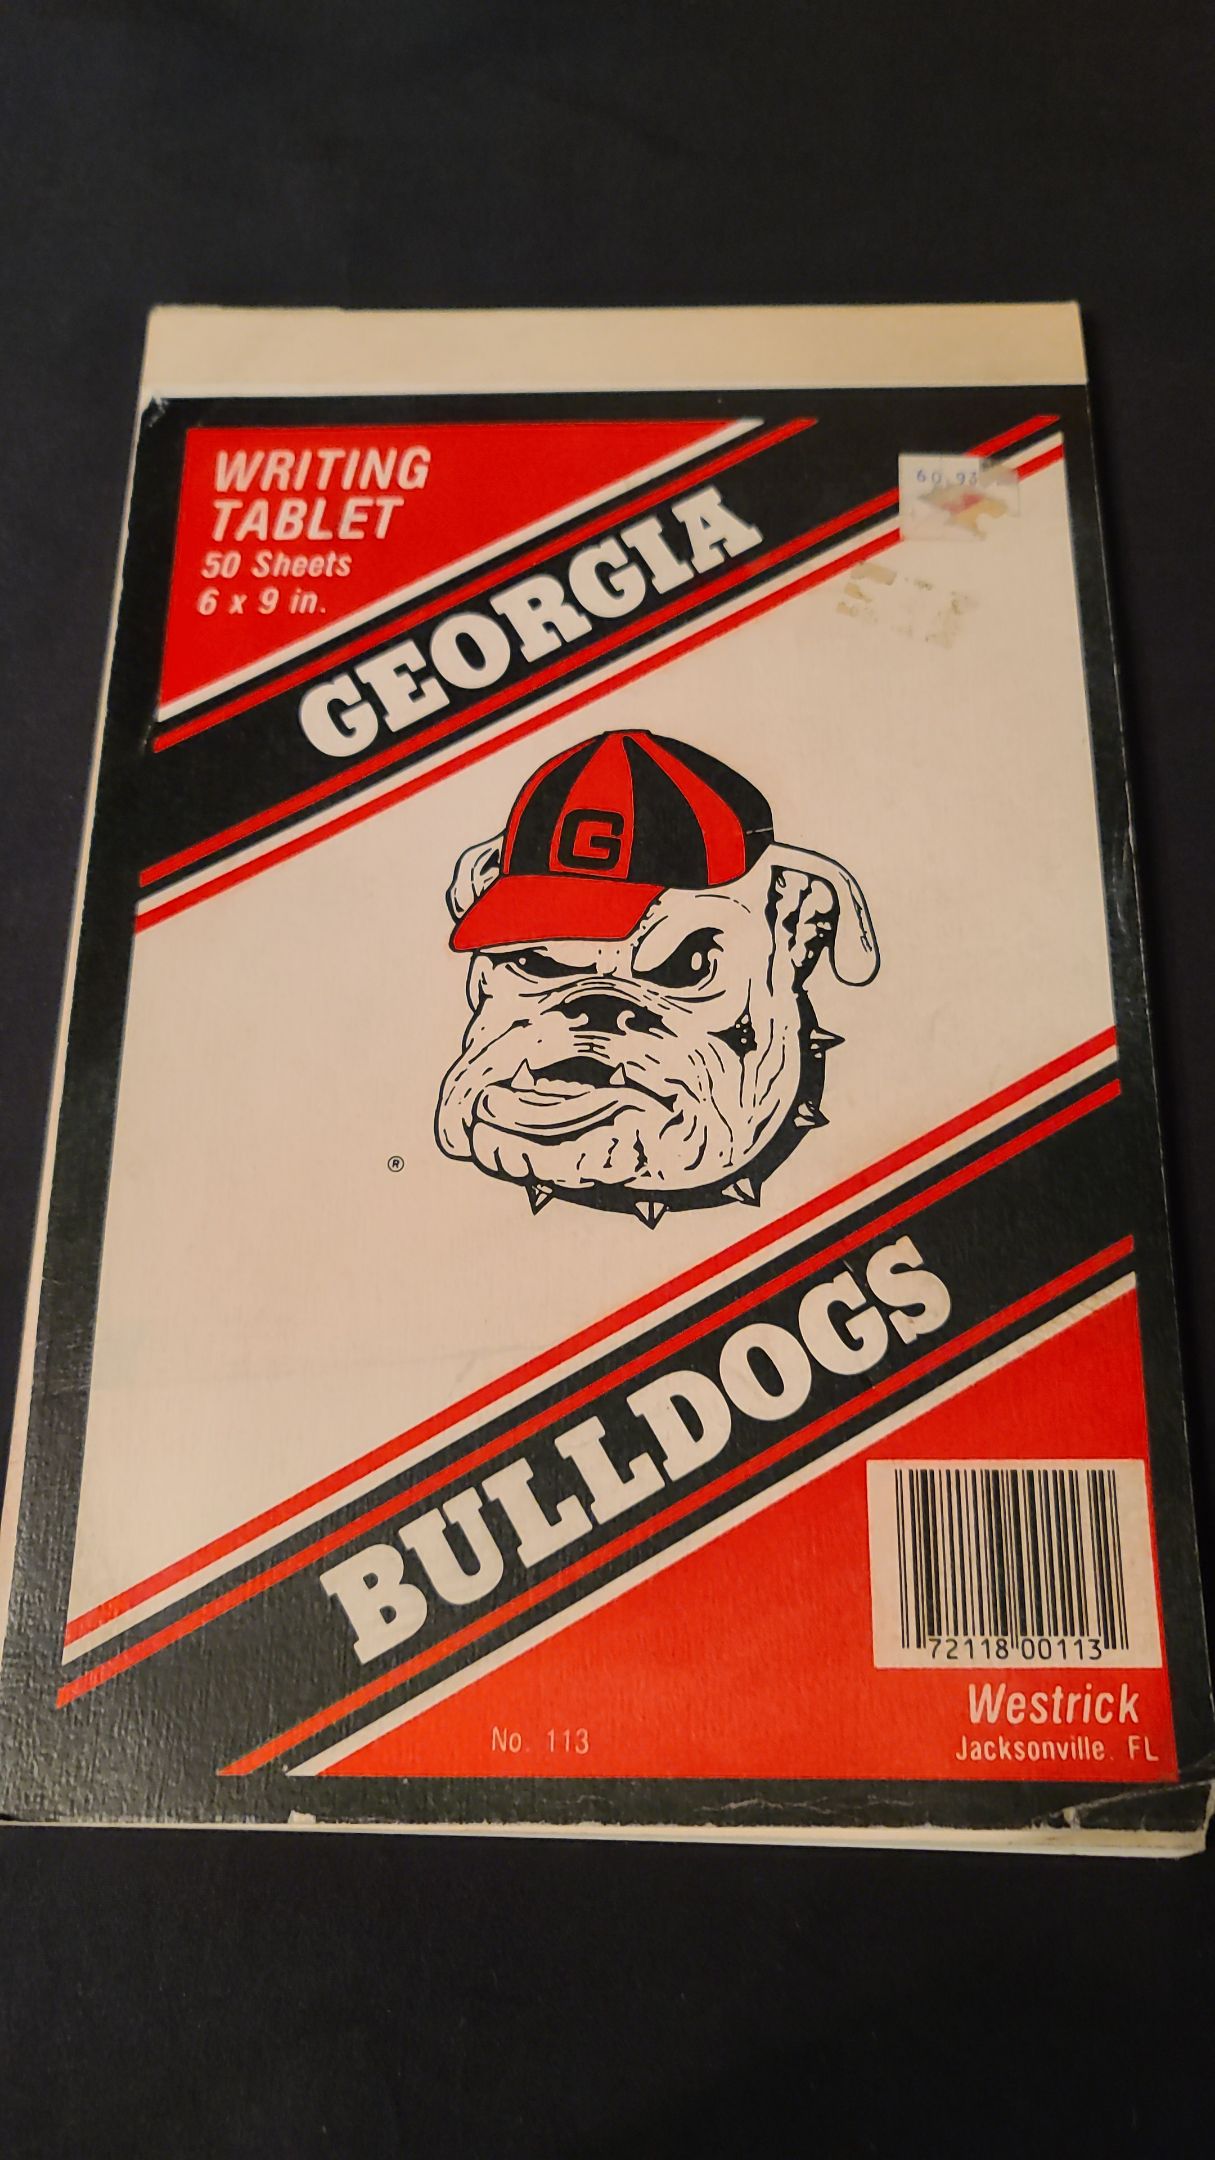 WRITING
TABLET
50 Sheets
6 x 9 in.
GEORGIA
G
®
BULLDOGS
72118 00113
Westrick
Jacksonville, FL
No. 113